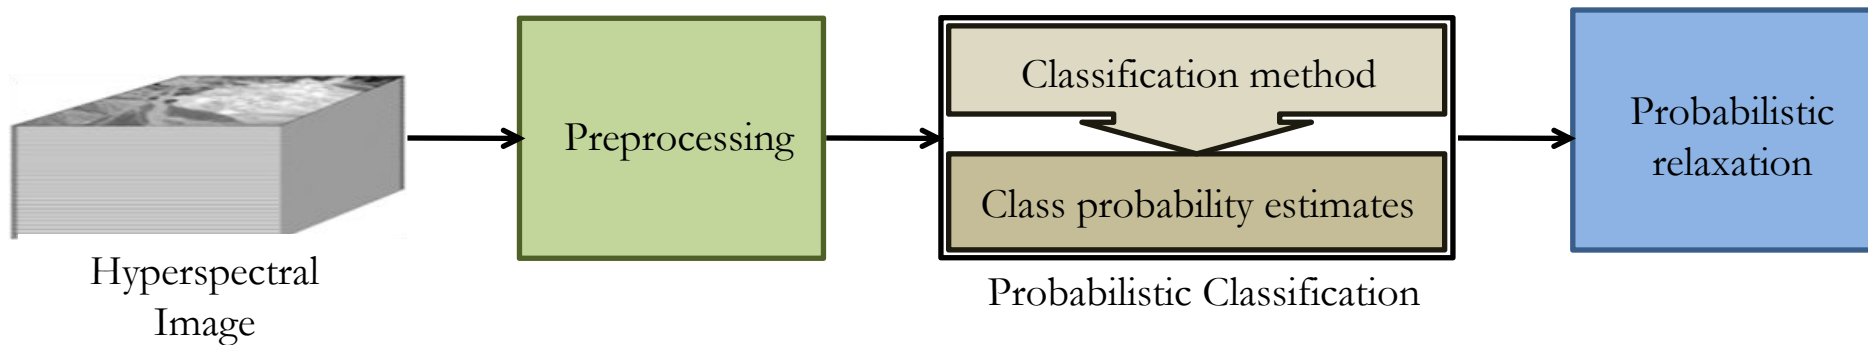 Hyperspectral
Image
Preprocessing
Classification method
Class probability estimates
Probabilistic Classification
Probabilistic
relaxation